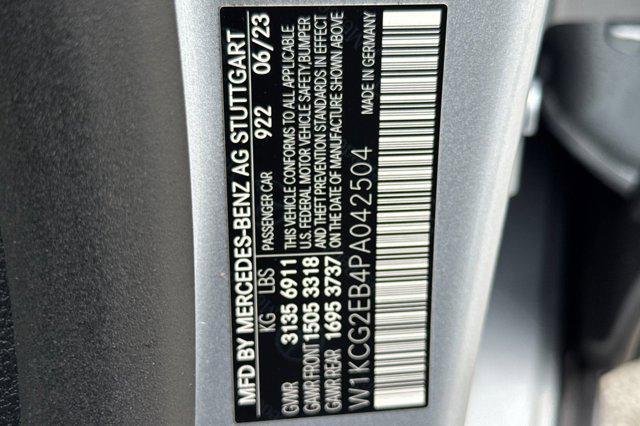 MFD BY MERCEDES-BENZ AG STUTTGART
KG LBS PASSENGER CAR 922 06/23
GVWR 3135 6911 THIS VEHICLE CONFORMS TO ALL APPLICABLE
U.S. FEDERAL MOTOR VEHICLE SAFETY,BUMPER
GAWR FRONT 1505 3318 AND THEFT PREVENTION STANDARDS IN EFFECT
GAWR REAR 1695 3737 ON THE DATE OF MANUFACTURE SHOWN ABOVE
W1KCG2EB4PA042504 MADE IN GERMANY